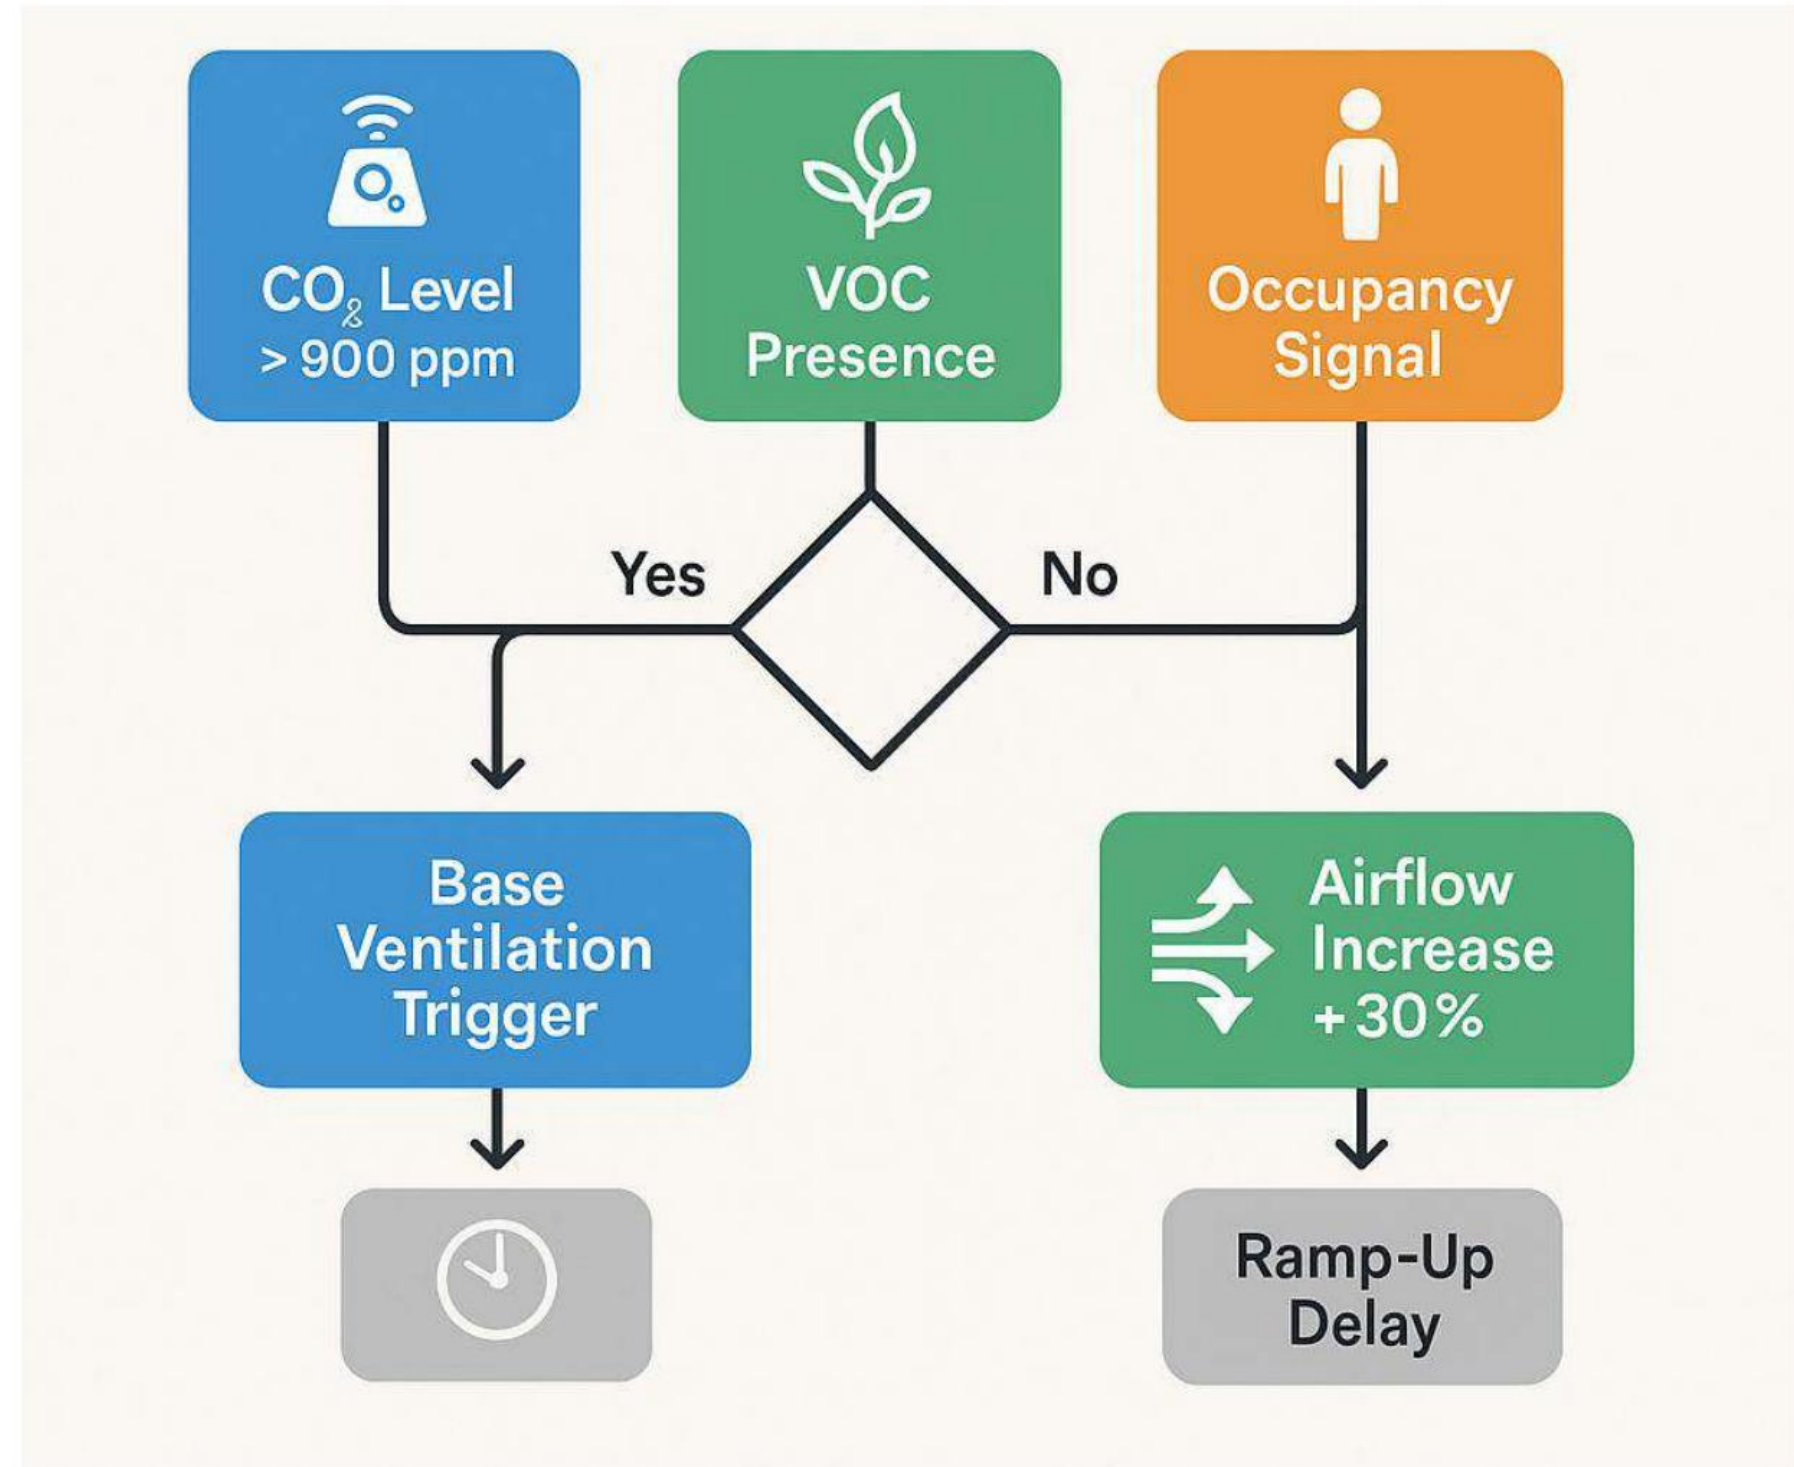 CO₂ Level
> 900 ppm
VOC
Presence
Occupancy
Signal
Yes
No
Base
Ventilation
Trigger
Airflow
Increase
+30%
Ramp-Up
Delay